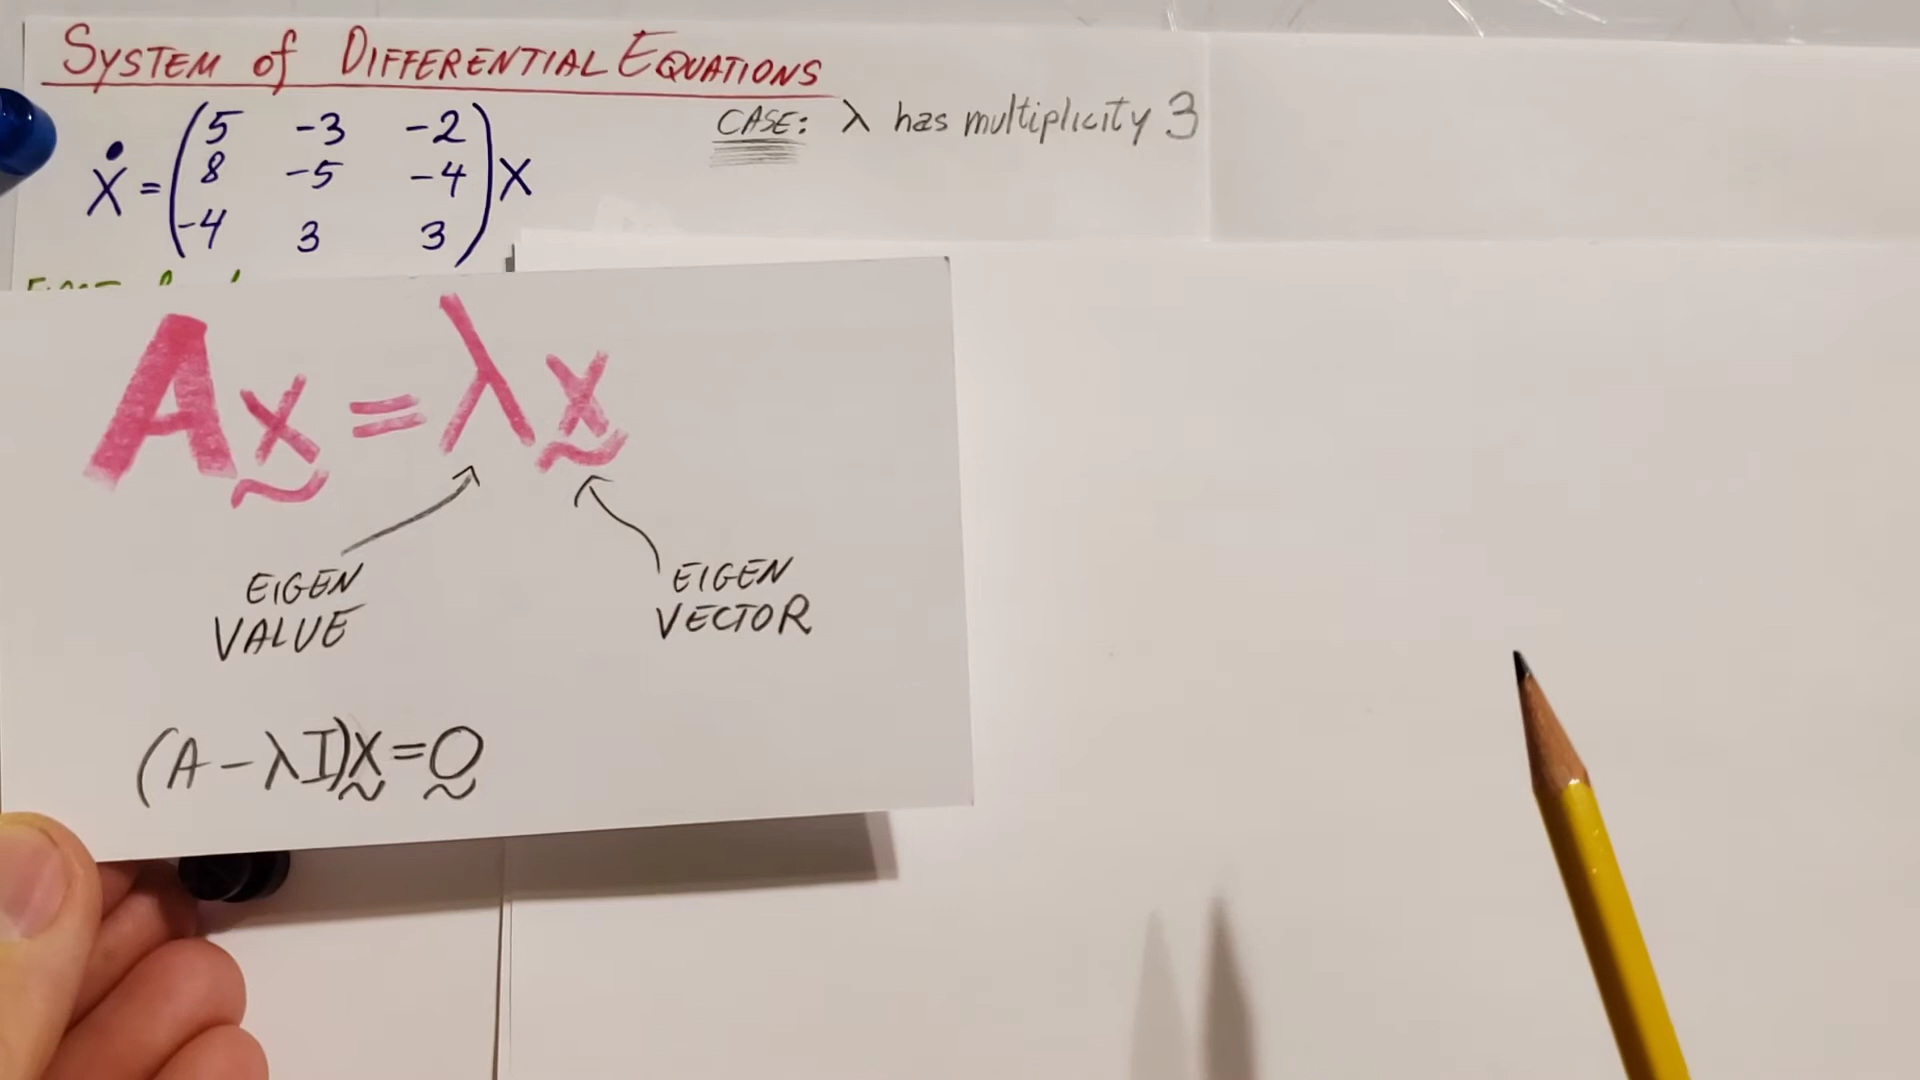 SYSTEM of DIFFERENTIAL EQUATIONS
CASE: λ has multiplicity 3
5 -3 -2
Ẋ = 8 -5 -4 X
-4 3 3
Ax = λx
EIGEN VALUE
EIGEN VECTOR
(A - λI)x = 0